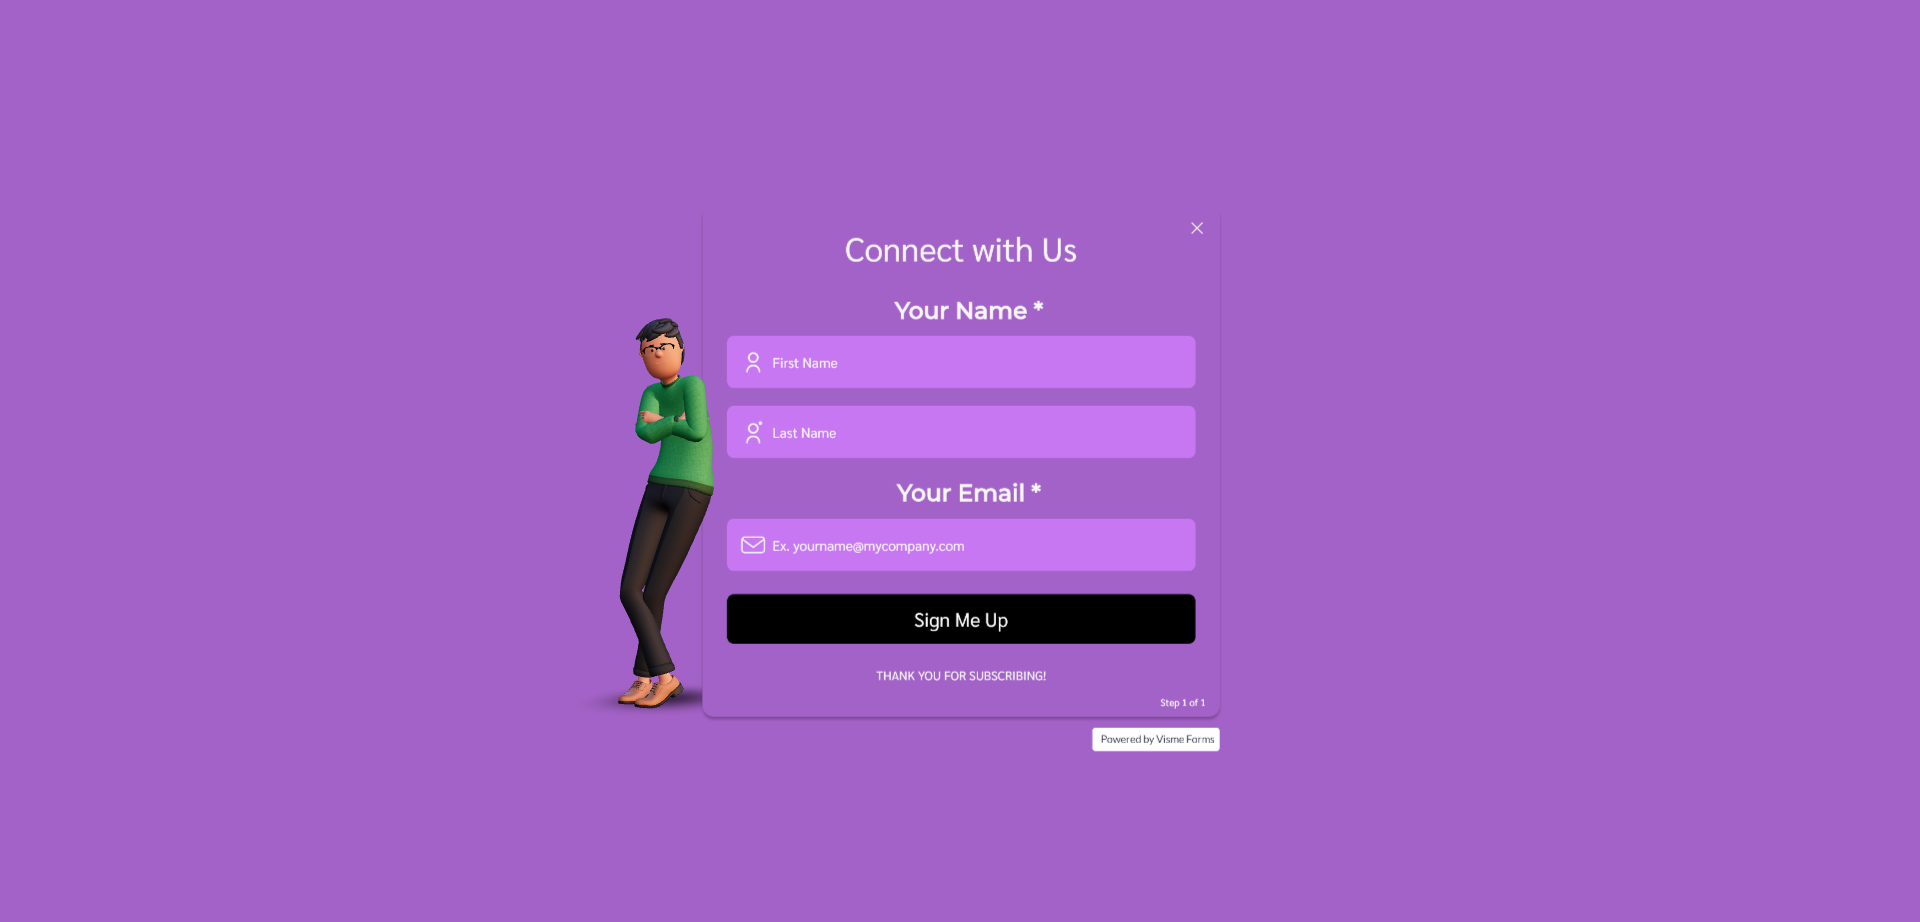 Connect with Us
Your Name *
First Name
Last Name
Your Email *
Ex. yourname@mycompany.com
Sign Me Up
THANK YOU FOR SUBSCRIBING!
Step 1 of 1
Powered by Visme Forms